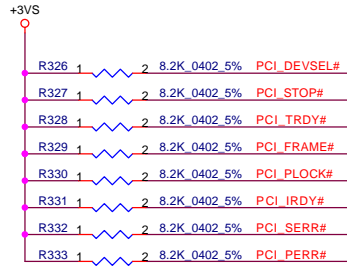 +3VS
R326 1 2 8.2K_0402_5% PCI_DEVSEL#
R327 1 2 8.2K_0402_5% PCI_STOP#
R328 1 2 8.2K_0402_5% PCI_TRDY#
R329 1 2 8.2K_0402_5% PCI_FRAME#
R330 1 2 8.2K_0402_5% PCI_PLOCK#
R331 1 2 8.2K_0402_5% PCI_IRDY#
R332 1 2 8.2K_0402_5% PCI_SERR#
R333 1 2 8.2K_0402_5% PCI_PERR#